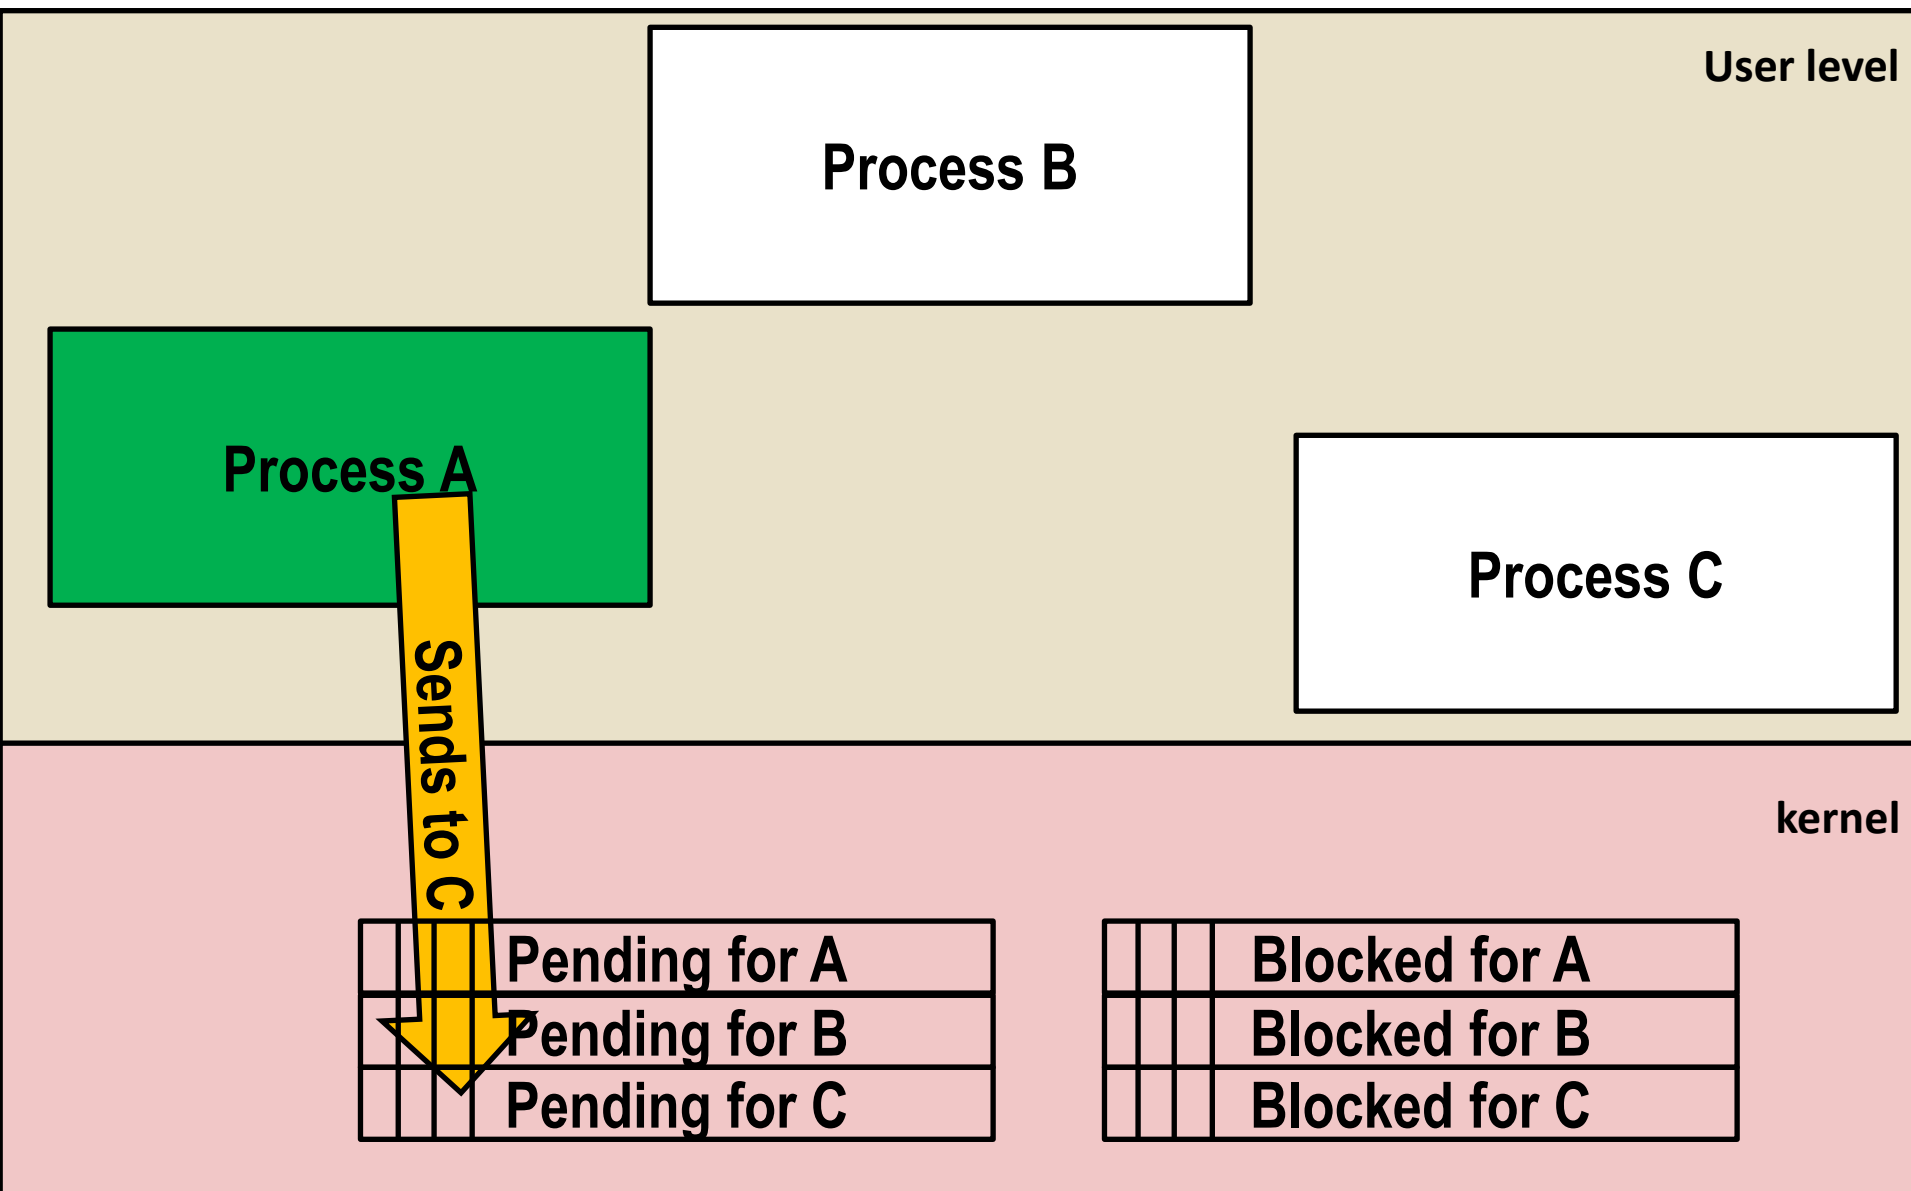 User level
Process B
Process A
Process C
Sends to C
kernel
Pending for A
Pending for B
Pending for C
Blocked for A
Blocked for B
Blocked for C